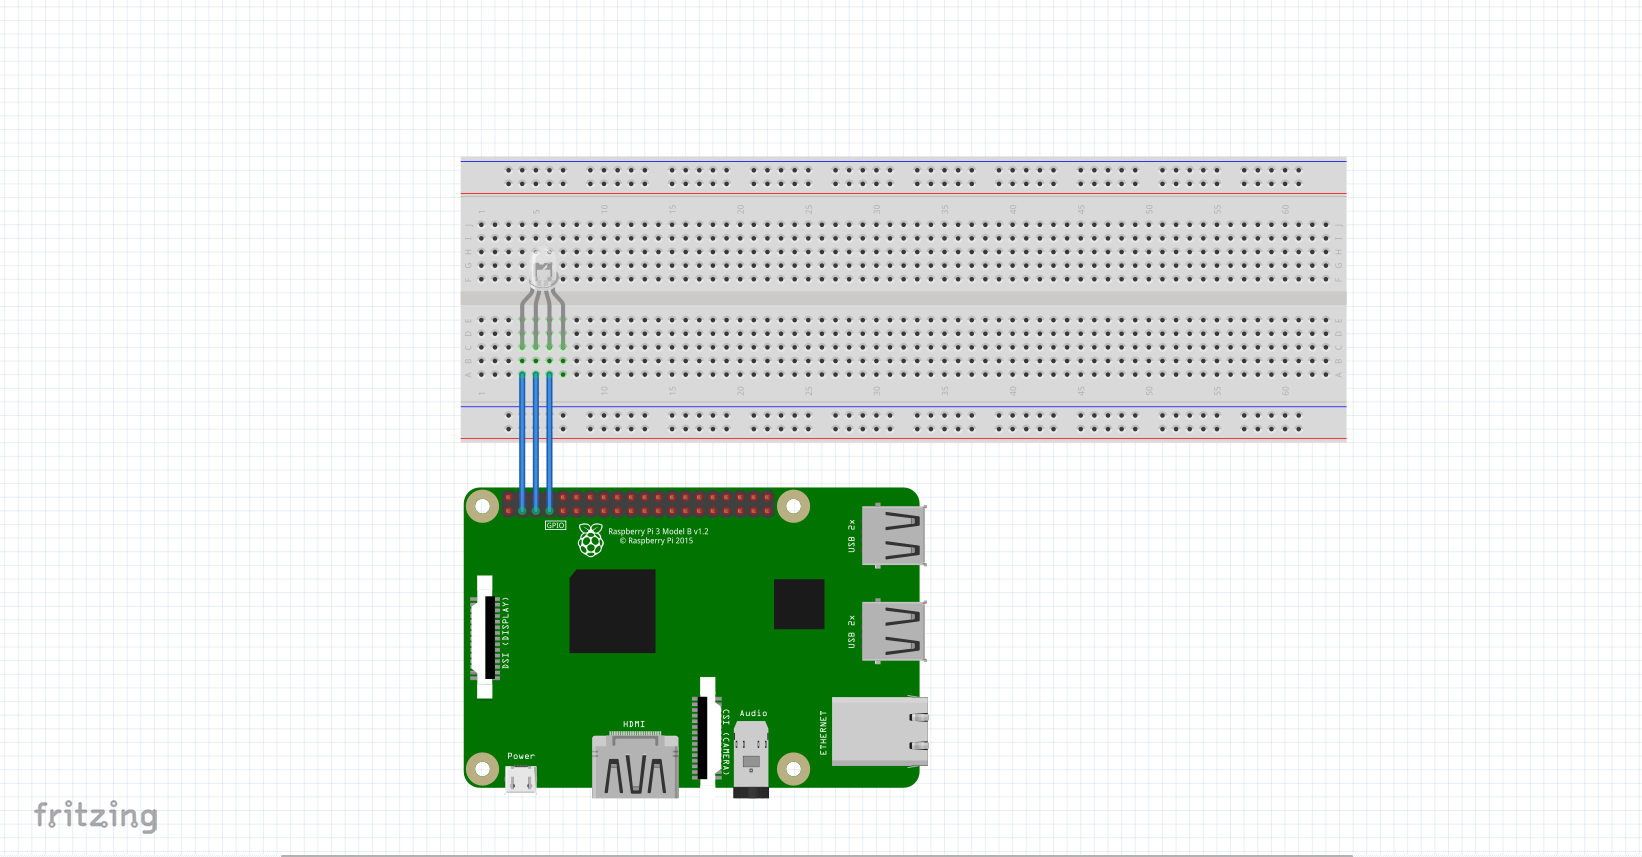 1 5 10 15 20 25 30 35 40 45 50 55 60
J J
I I
H H
G G
F F
E E
D D
C C
B B
A A
1 10 15 20 25 30 35 40 45 50 55 60
GPIO
Raspberry Pi 3 Model B v1.2
© Raspberry Pi 2015
USB 2x
DSI (DISPLAY)
USB 2x
HDMI
CSI (CAMERA)
Audio
ETHERNET
Power
fritzing